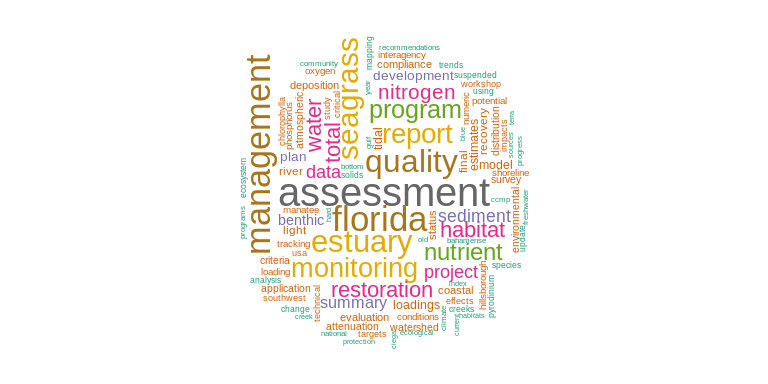 recommendations
interagency
mapping
community
compliance
trends
oxygen
development
suspended
management
seagrass
deposition
year
nitrogen
workshop
using
potential
program
numeric
water
study
critical
atmospheric
chlorophylla
phosphorus
total
report
tidal
gulf
blue
estimates
recovery
distribution
impacts
sources
terra
progress
plan
quality
final
model
bottom
solids
data
river
shoreline
survey
ecosystem
assessment
ccmp
manatee
florida
sediment
status
environmental
freshwater
update
benthic
hard
light
habitat
programs
tracking
usa
estuary
old
bahamense
nutrient
criteria
loading
analysis
monitoring
project
species
index
hillsborough
pyrodinium
application
restoration
coastal
southwest
technical
summary
loadings
effects
change
creek
creeks
habitats
evaluation
conditions
climate
current
attenuation
watershed
national
targets
ecological
protection
ciega